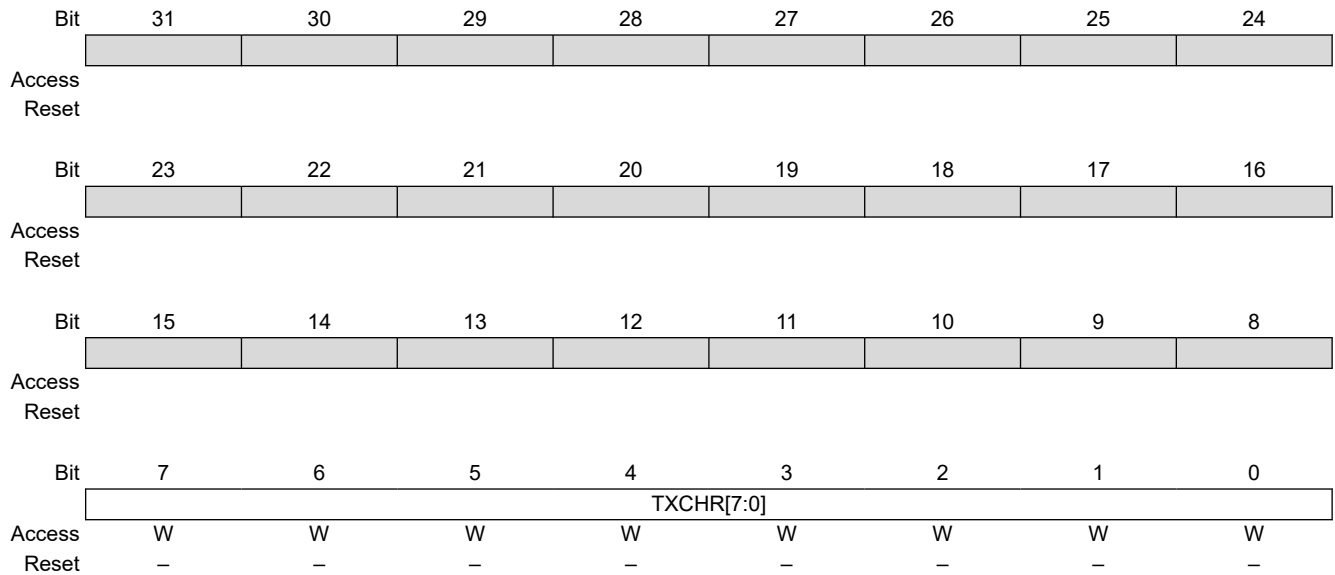 Bit 31 30 29 28 27 26 25 24
Access
Reset
Bit 23 22 21 20 19 18 17 16
Access
Reset
Bit 15 14 13 12 11 10 9 8
Access
Reset
Bit 7 6 5 4 3 2 1 0
TXCHR[7:0]
Access W W W W W W W W
Reset – – – – – – – –